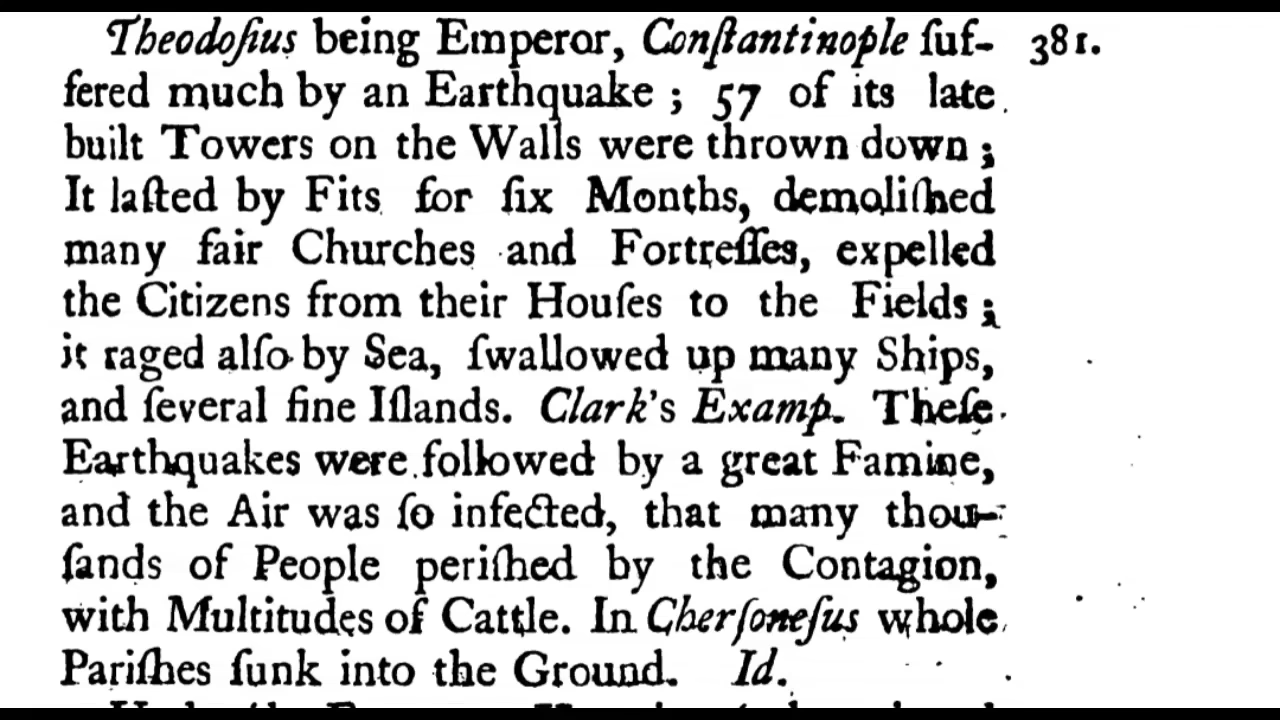 Theodoſius being Emperor, Conſtantinople ſuf- 381.
fered much by an Earthquake ; 57 of its late
built Towers on the Walls were thrown down ;
It laſted by Fits for ſix Months, demoliſhed
many fair Churches and Fortreſſes, expelled
the Citizens from their Houſes to the Fields ;
it raged alſo by Sea, ſwallowed up many Ships,
and ſeveral fine Iſlands. Clark's Examp. Theſe
Earthquakes were followed by a great Famine,
and the Air was ſo infected, that many thou-
ſands of People periſhed by the Contagion,
with Multitudes of Cattle. In Cherſoneſus whole
Pariſhes ſunk into the Ground. Id.